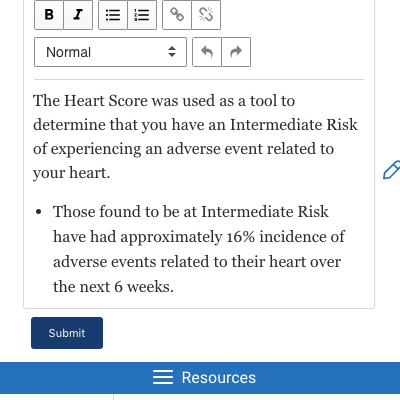 B I
Normal
The Heart Score was used as a tool to
determine that you have an Intermediate Risk
of experiencing an adverse event related to
your heart.
• Those found to be at Intermediate Risk
have had approximately 16% incidence of
adverse events related to their heart over
the next 6 weeks.
Submit
Resources